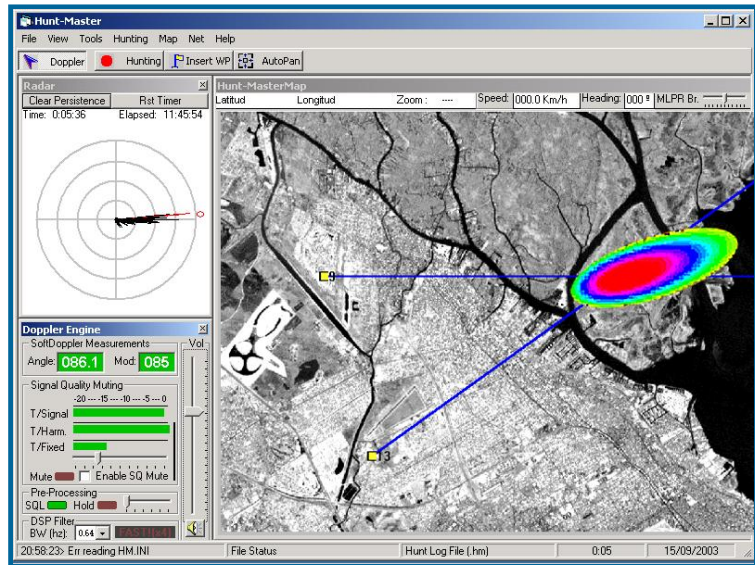 Hunt-Master
File View Tools Hunting Map Net Help
Doppler Hunting Insert WP AutoPan
Radar
Clear Persistence Rst Timer
Time: 0:05:36 Elapsed: 11:45:54
Hunt-MasterMap
Latitud Longitud Zoom : ---- Speed: 000.0 Km/h Heading: 000 º MLPR Br.
9
13
Doppler Engine
SoftDoppler Measurements
Angle: 086.1 Mod: 085
Vol
Signal Quality Muting
-20 ---15 ---10 ---5 --- 0
T/Signal
T/Harm.
T/Fixed
Mute Enable SQ Mute
Pre-Processing
SQL Hold
DSP Filter
BW (hz): 0.64 FAST!(x4)
20:58:23> Err reading HM.INI File Status Hunt Log File (.hm) 0:05 15/09/2003